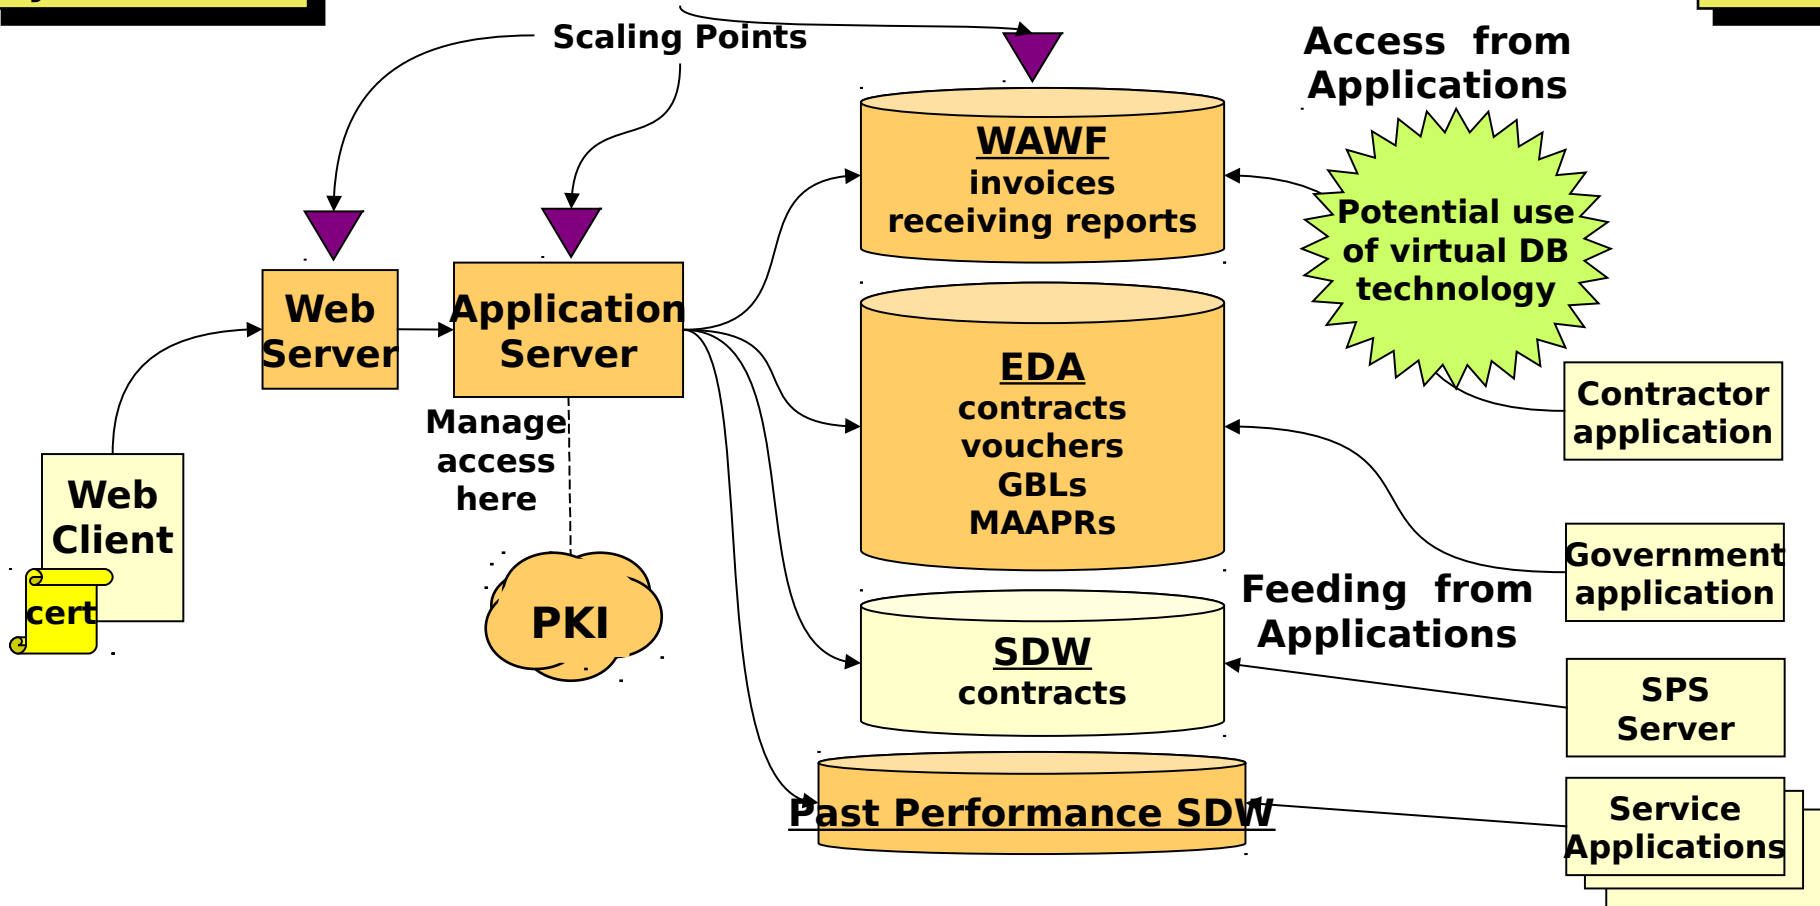 Scaling Points
Access from
Applications
WAWF
invoices
receiving reports
Potential use
of virtual DB
technology
Web
Server
Application
Server
EDA
contracts
vouchers
GBLs
MAAPRs
Contractor
application
Manage
access
here
Web
Client
cert
PKI
Government
application
Feeding from
Applications
SDW
contracts
SPS
Server
Past Performance SDW
Service
Applications